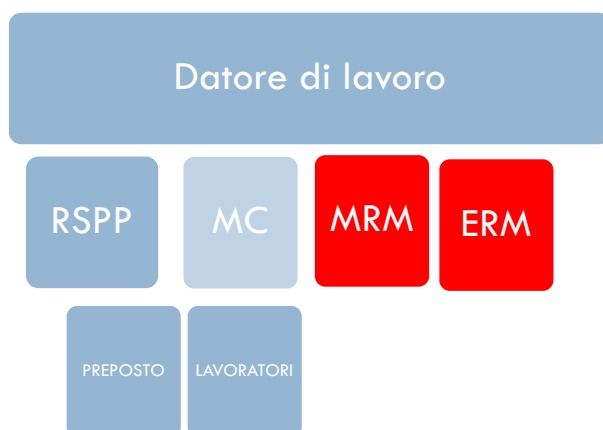 Datore di lavoro
RSPP
MC
MRM
ERM
PREPOSTO
LAVORATORI